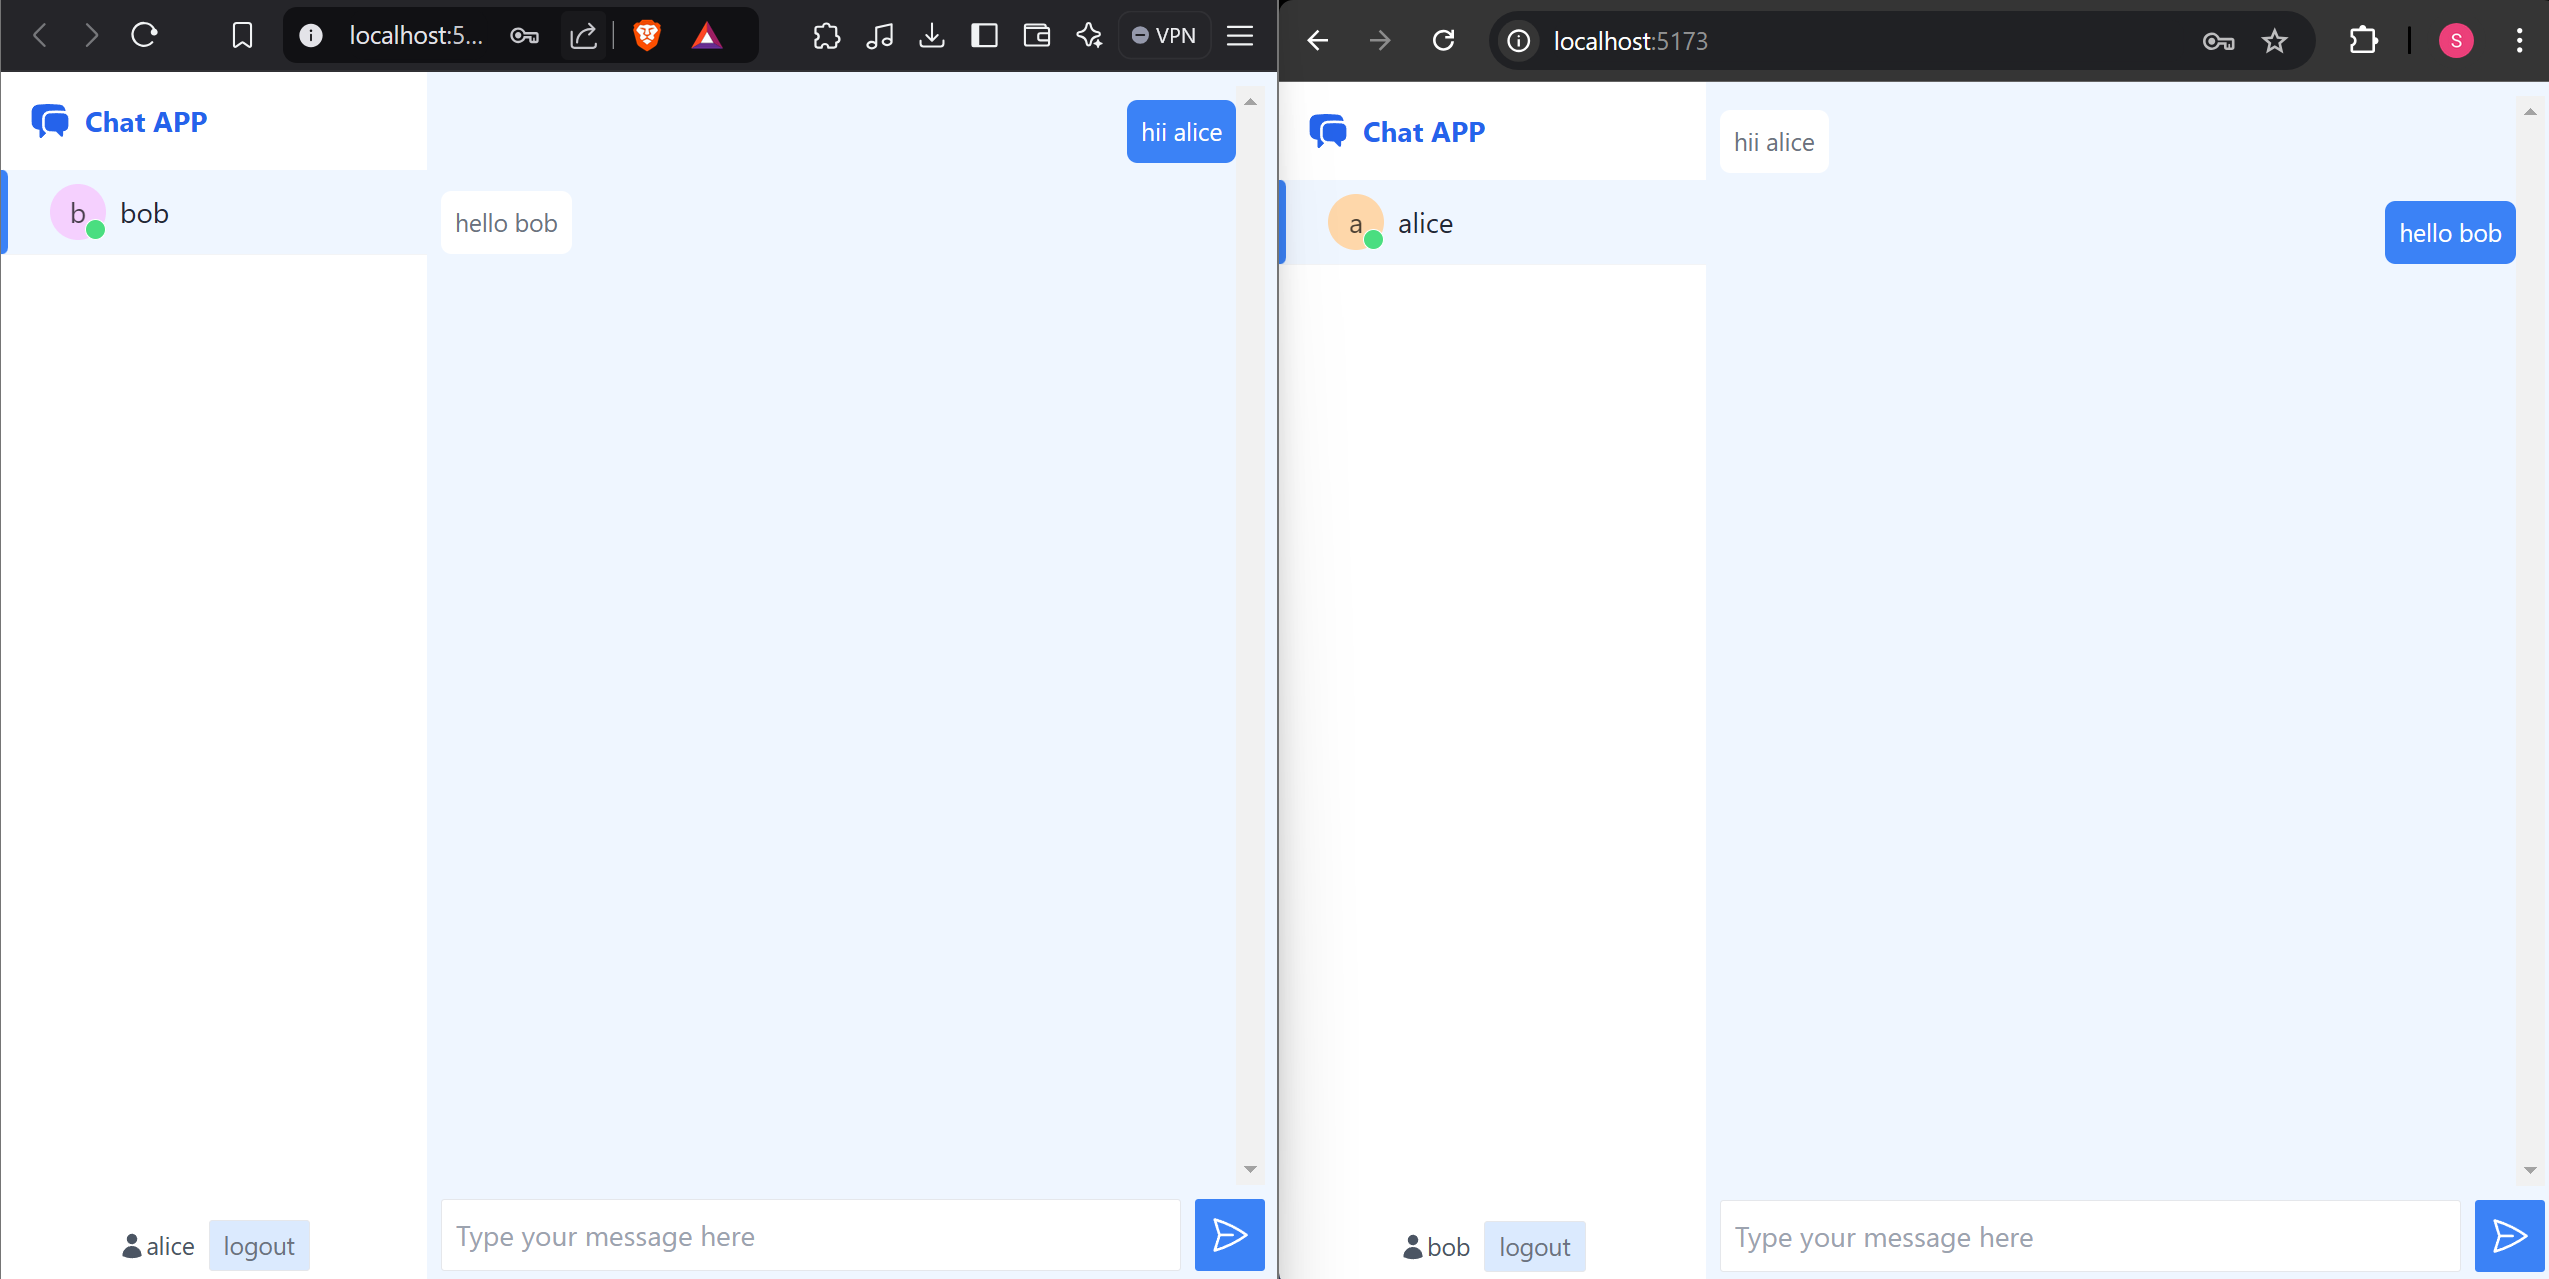 localhost:5...
VPN
Chat APP
b
bob
hii alice
hello bob
alice
logout
Type your message here
localhost:5173
S
Chat APP
a
alice
hii alice
hello bob
bob
logout
Type your message here